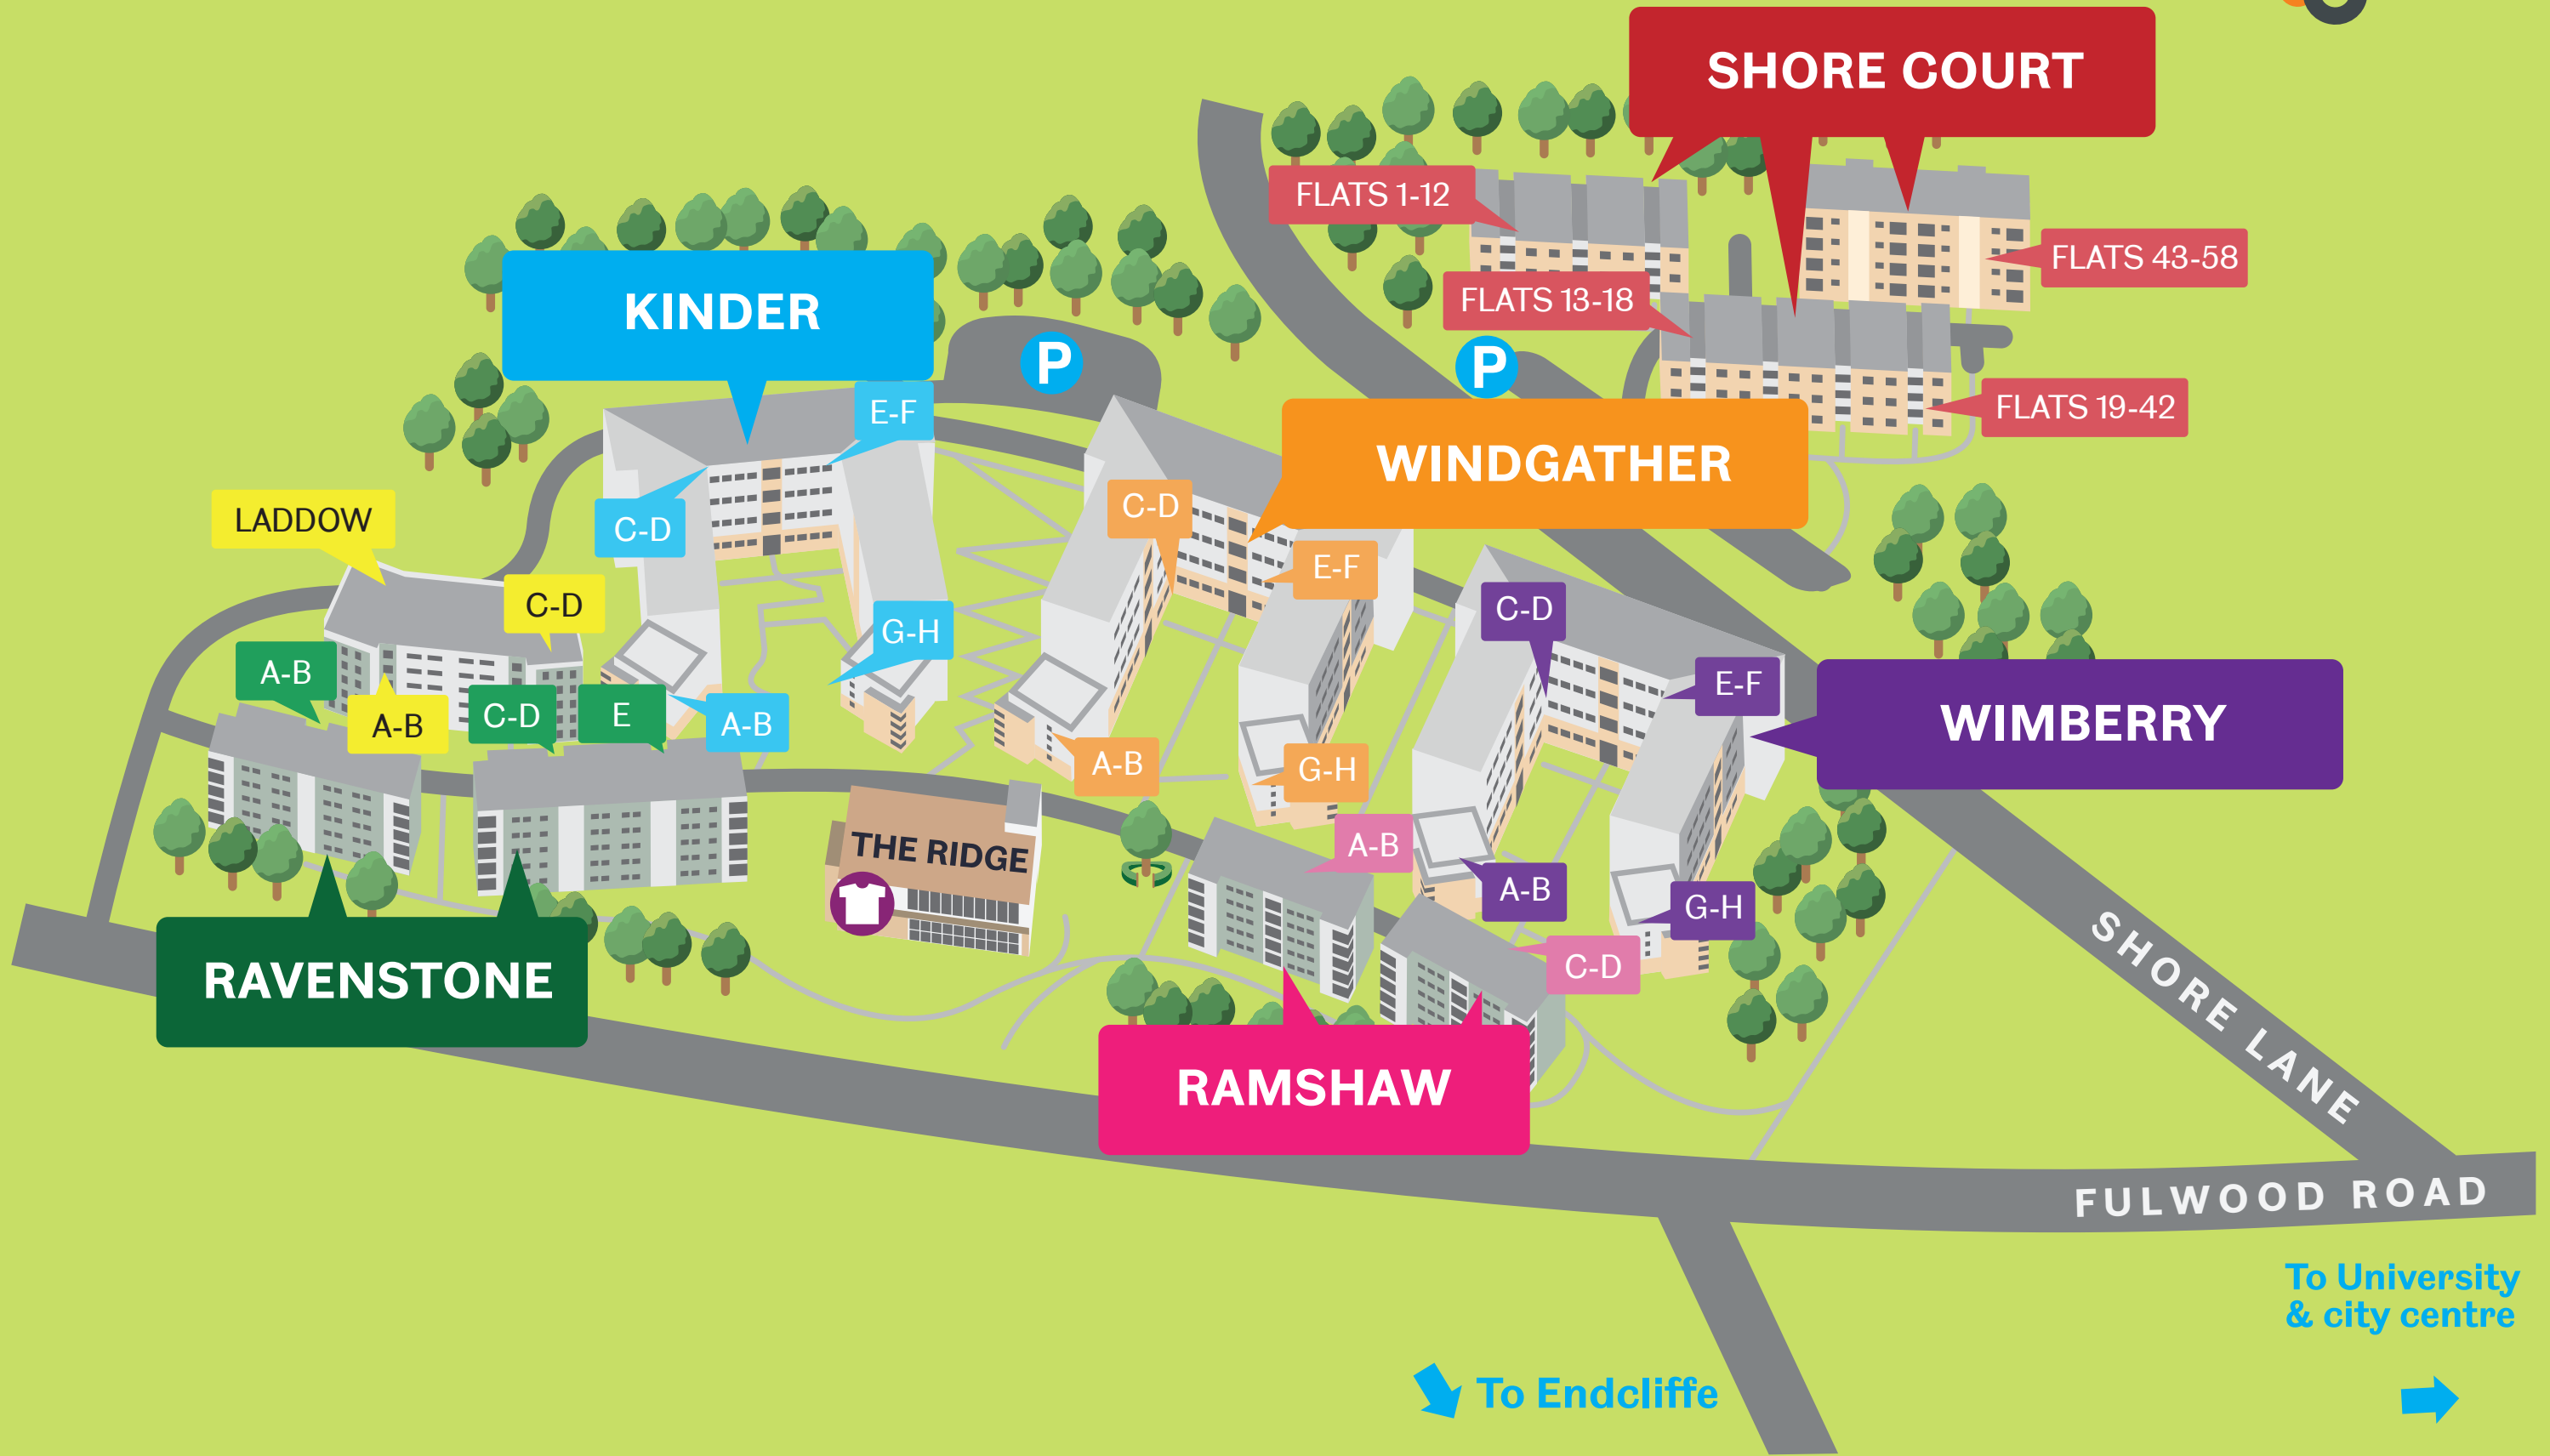 SHORE COURT
FLATS 1-12
FLATS 43-58
FLATS 13-18
FLATS 19-42
P
P
KINDER
E-F
C-D
G-H
A-B
WINDGATHER
C-D
E-F
A-B
G-H
LADDOW
C-D
A-B
A-B
C-D
E
RAVENSTONE
THE RIDGE
C-D
E-F
WIMBERRY
A-B
G-H
A-B
C-D
RAMSHAW
SHORE LANE
FULWOOD ROAD
To University
& city centre
To Endcliffe